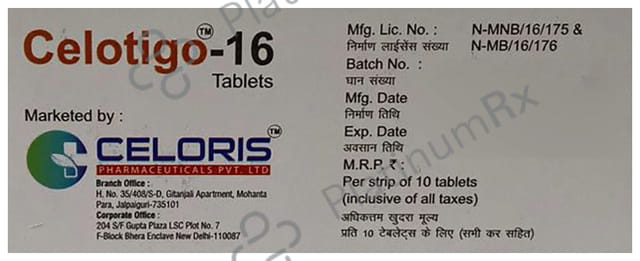 Celotigo™-16
Tablets
Marketed by :
CELORIS™
PHARMACEUTICALS PVT. LTD
Branch Office :
H, No. 35/408/S-D, Gitanjali Apartment, Mohanta
Para, Jalpaiguri-735101
Corporate Office :
204 S/F Gupta Plaza LSC Plot No. 7
F-Block Bhera Enclave New Delhi-110087
Mfg. Lic. No. : N-MNB/16/175 &
निर्माण लाईसेंस संख्या N-MB/16/176
Batch No. :
घान संख्या
Mfg. Date
निर्माण तिथि
Exp. Date
अवसान तिथि
M.R.P. ₹ :
Per strip of 10 tablets
(inclusive of all taxes)
अधिकत्तम खुदरा मूल्य
प्रति 10 टेबलेट्स के लिए (सभी कर सहित)
PlatinumRx